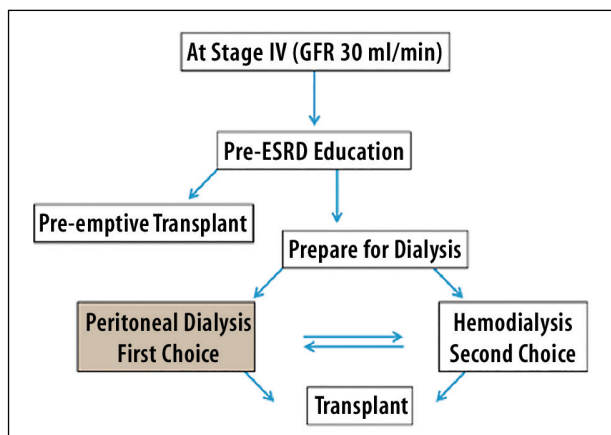 At Stage IV (GFR 30 ml/min)
Pre-ESRD Education
Pre-emptive Transplant
Prepare for Dialysis
Peritoneal Dialysis
First Choice
Hemodialysis
Second Choice
Transplant